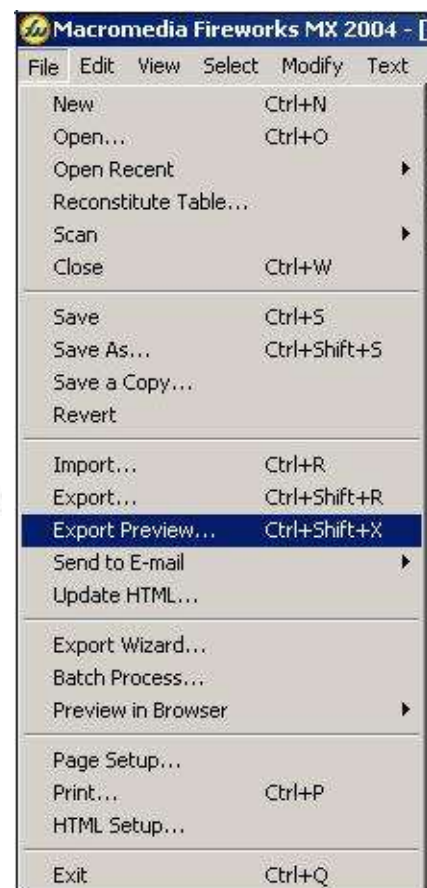 Macromedia Fireworks MX 2004 - [
File Edit View Select Modify Text
New Ctrl+N
Open... Ctrl+O
Open Recent
Reconstitute Table...
Scan
Close Ctrl+W
Save Ctrl+S
Save As... Ctrl+Shift+S
Save a Copy...
Revert
Import... Ctrl+R
Export... Ctrl+Shift+R
Export Preview... Ctrl+Shift+X
Send to E-mail
Update HTML...
Export Wizard...
Batch Process...
Preview in Browser
Page Setup...
Print... Ctrl+P
HTML Setup...
Exit Ctrl+Q